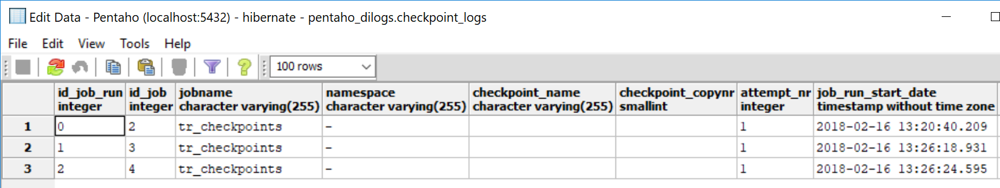 Edit Data - Pentaho (localhost:5432) - hibernate - pentaho_dilogs.checkpoint_logs
File Edit View Tools Help
100 rows
id_job_run id_job jobname namespace checkpoint_name checkpoint_copynr attempt_nr job_run_start_date
integer integer character varying(255) character varying(255) character varying(255) smallint integer timestamp without time zone
1 0 2 tr_checkpoints - 1 2018-02-16 13:20:40.209
2 1 3 tr_checkpoints - 1 2018-02-16 13:26:18.931
3 2 4 tr_checkpoints - 1 2018-02-16 13:26:24.595